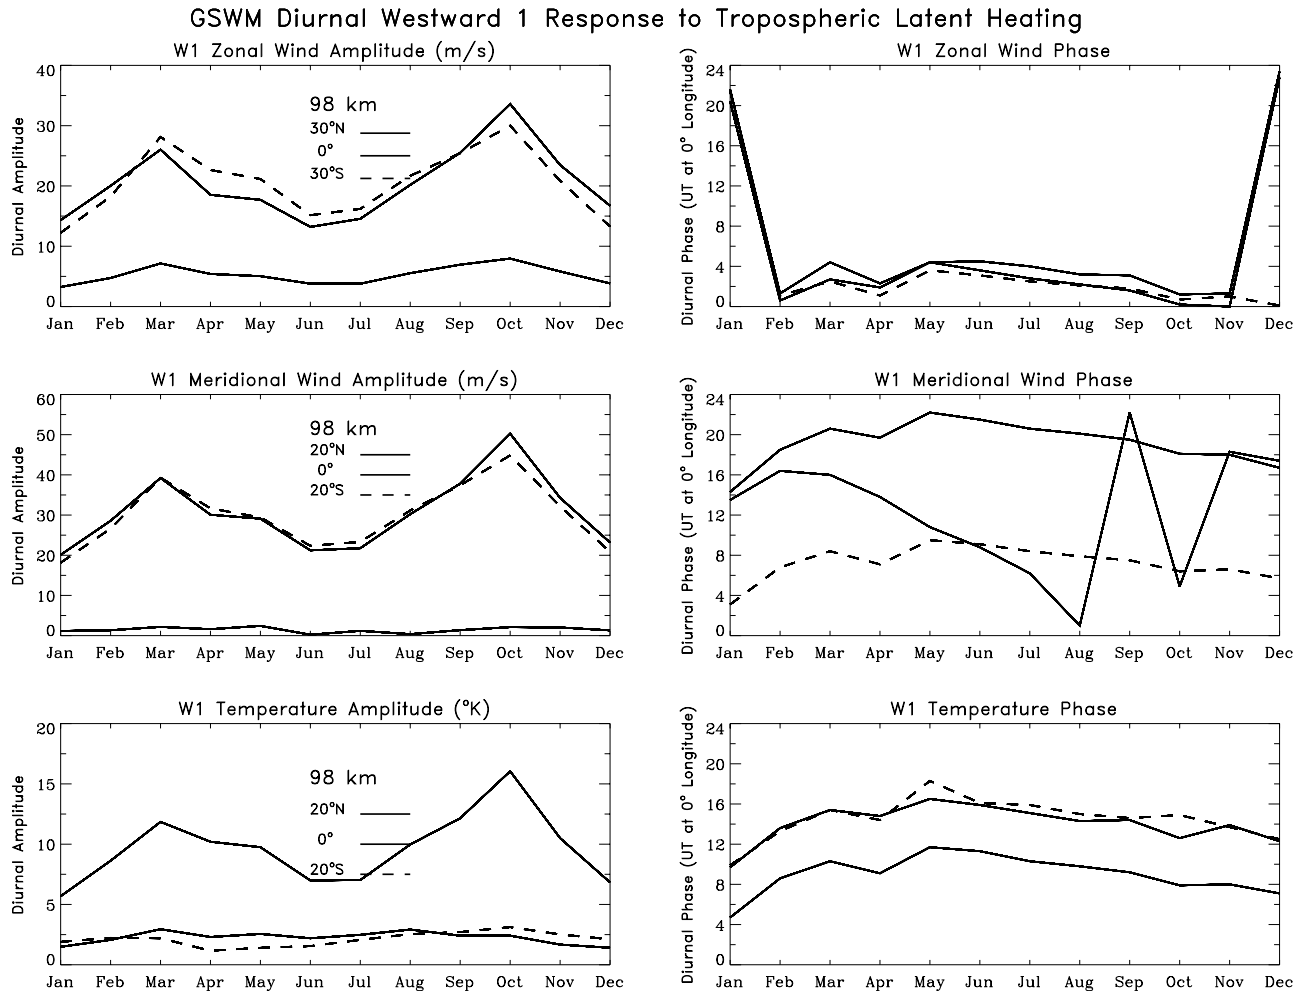 GSWM Diurnal Westward 1 Response to Tropospheric Latent Heating
W1 Zonal Wind Amplitude (m/s)
Diurnal Amplitude
40
30
20
10
0
98 km
30°N
0°
30°S
Jan Feb Mar Apr May Jun Jul Aug Sep Oct Nov Dec
W1 Zonal Wind Phase
Diurnal Phase (UT at 0° Longitude)
24
20
16
12
8
4
0
Jan Feb Mar Apr May Jun Jul Aug Sep Oct Nov Dec
W1 Meridional Wind Amplitude (m/s)
Diurnal Amplitude
60
50
40
30
20
10
0
98 km
20°N
0°
20°S
Jan Feb Mar Apr May Jun Jul Aug Sep Oct Nov Dec
W1 Meridional Wind Phase
Diurnal Phase (UT at 0° Longitude)
24
20
16
12
8
4
0
Jan Feb Mar Apr May Jun Jul Aug Sep Oct Nov Dec
W1 Temperature Amplitude (°K)
Diurnal Amplitude
20
15
10
5
0
98 km
20°N
0°
20°S
Jan Feb Mar Apr May Jun Jul Aug Sep Oct Nov Dec
W1 Temperature Phase
Diurnal Phase (UT at 0° Longitude)
24
20
16
12
8
4
0
Jan Feb Mar Apr May Jun Jul Aug Sep Oct Nov Dec